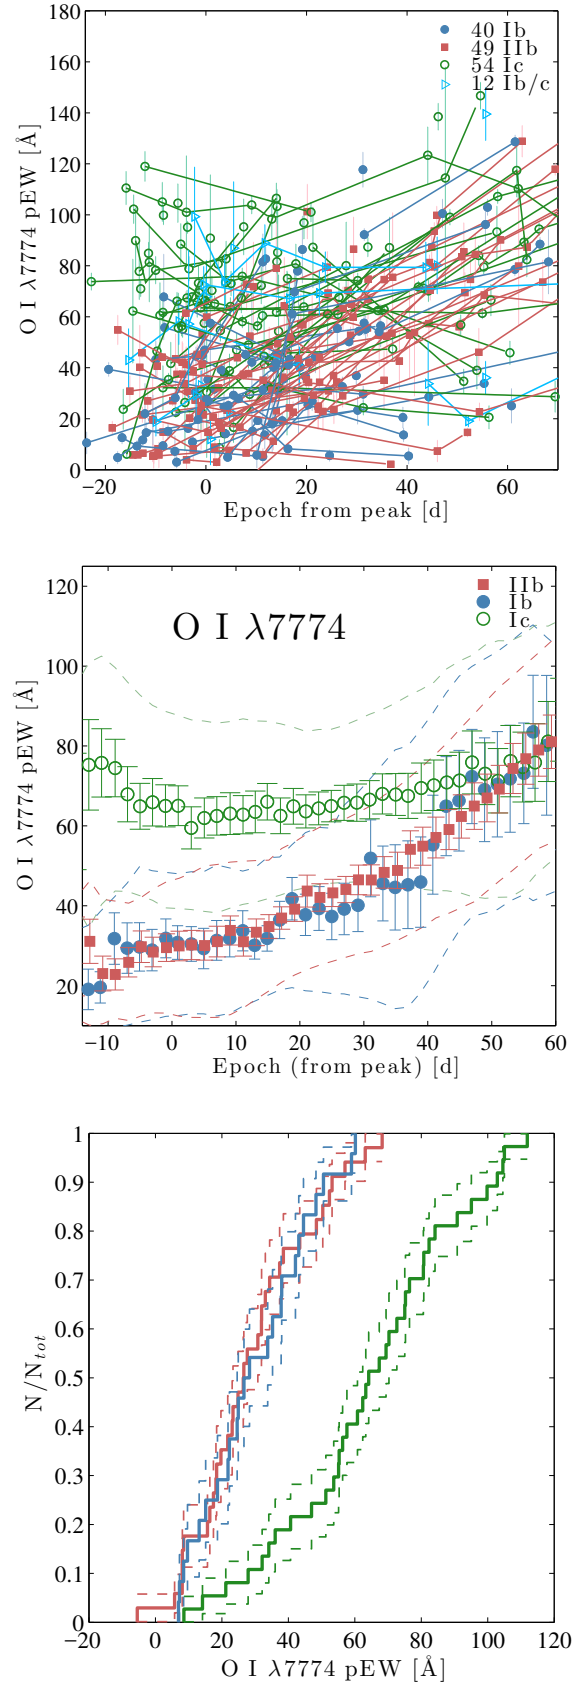 180
160
140
120
100
80
60
40
20
0
O I λ7774 pEW [Å]
40 Ib
49 IIb
54 Ic
12 Ib/c
−20 0 20 40 60
Epoch from peak [d]
120
100
80
60
40
20
O I λ7774 pEW [Å]
O I λ7774
IIb
Ib
Ic
−10 0 10 20 30 40 50 60
Epoch (from peak) [d]
1
0.9
0.8
0.7
0.6
0.5
0.4
0.3
0.2
0.1
0
N/N_tot
−20 0 20 40 60 80 100 120
O I λ7774 pEW [Å]